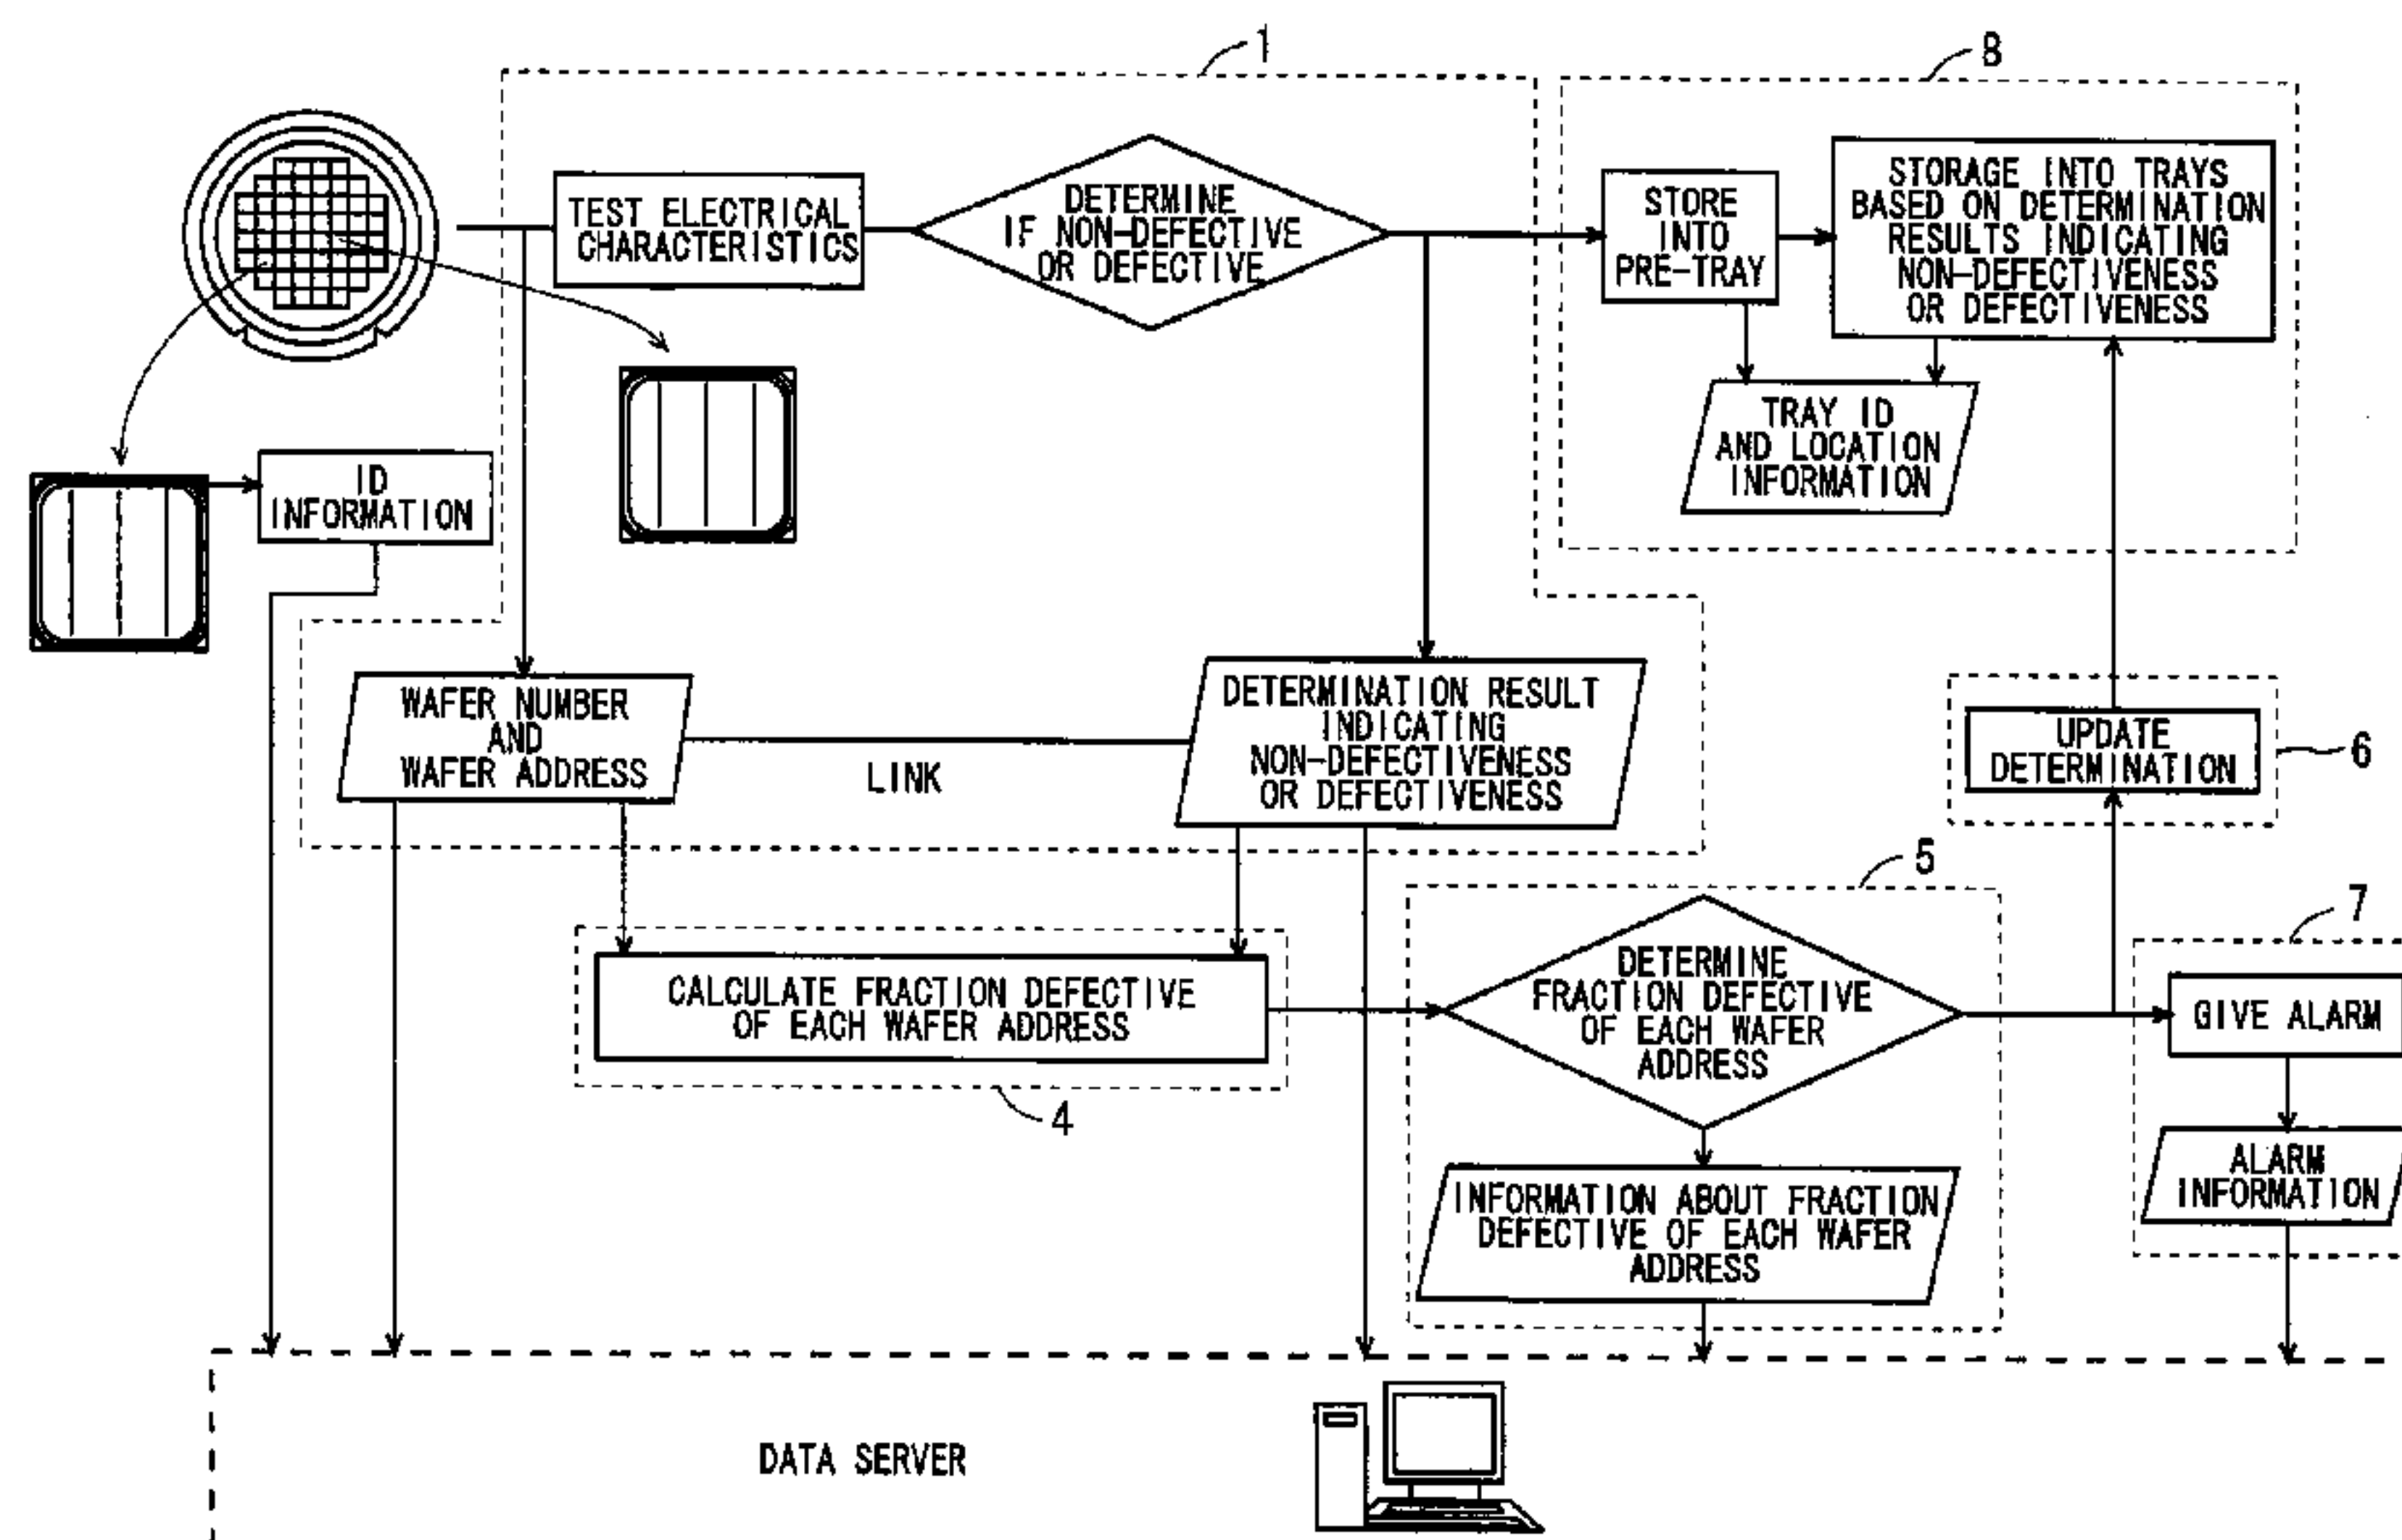 1
8
TEST ELECTRICAL
CHARACTERISTICS
DETERMINE
IF NON-DEFECTIVE
OR DEFECTIVE
STORE
INTO
PRE-TRAY
STORAGE INTO TRAYS
BASED ON DETERMINATION
RESULTS INDICATING
NON-DEFECTIVENESS
OR DEFECTIVENESS
TRAY ID
AND LOCATION
INFORMATION
ID
INFORMATION
WAFER NUMBER
AND
WAFER ADDRESS
LINK
DETERMINATION RESULT
INDICATING
NON-DEFECTIVENESS
OR DEFECTIVENESS
UPDATE
DETERMINATION
6
5
7
CALCULATE FRACTION DEFECTIVE
OF EACH WAFER ADDRESS
4
DETERMINE
FRACTION DEFECTIVE
OF EACH WAFER
ADDRESS
GIVE ALARM
INFORMATION ABOUT FRACTION
DEFECTIVE OF EACH WAFER
ADDRESS
ALARM
INFORMATION
DATA SERVER